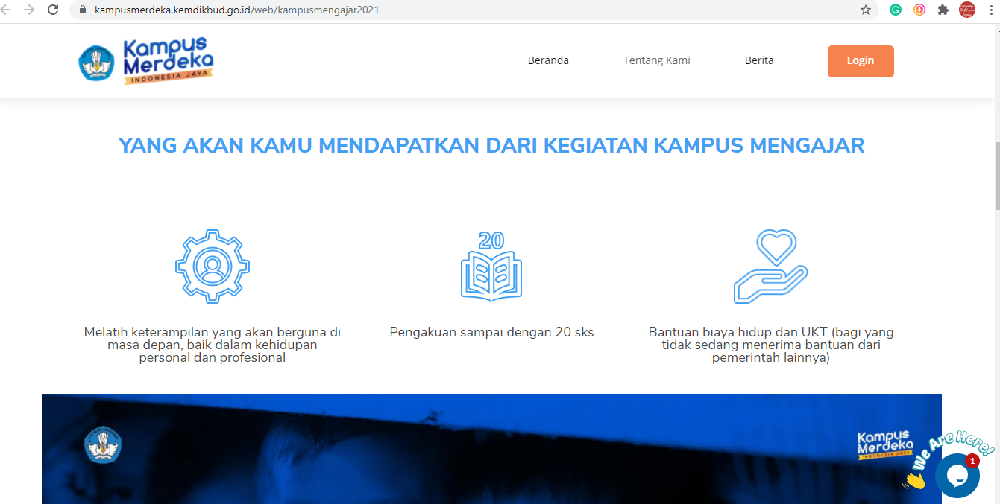 kampusmerdeka.kemdikbud.go.id/web/kampusmengajar2021
Kampus
Merdeka
INDONESIA JAYA
Beranda
Tentang Kami
Berita
Login
YANG AKAN KAMU MENDAPATKAN DARI KEGIATAN KAMPUS MENGAJAR
20
Melatih keterampilan yang akan berguna di
masa depan, baik dalam kehidupan
personal dan profesional
Pengakuan sampai dengan 20 sks
Bantuan biaya hidup dan UKT (bagi yang
tidak sedang menerima bantuan dari
pemerintah lainnya)
Kampus
Merdeka
INDONESIA JAYA
We Are Here!
1